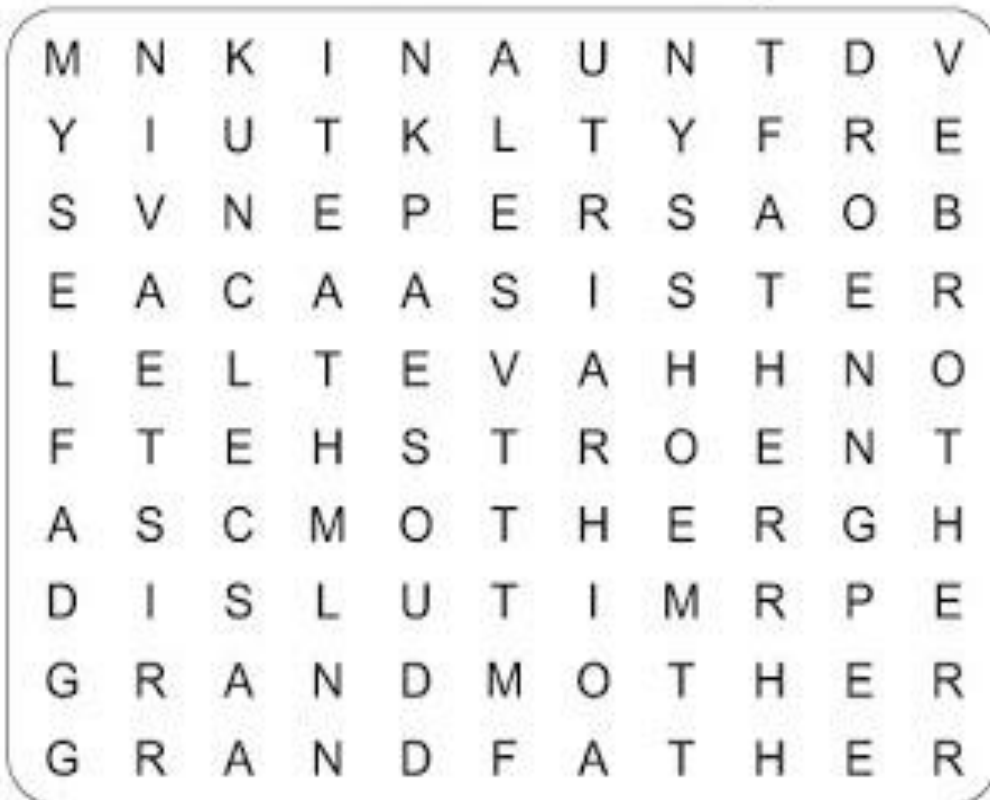 M N K I N A U N T D V
Y I U T K L T Y F R E
S V N E P E R S A O B
E A C A A S I S T E R
L E L T E V A H H N O
F T E H S T R O E N T
A S C M O T H E R G H
D I S L U T I M R P E
G R A N D M O T H E R
G R A N D F A T H E R